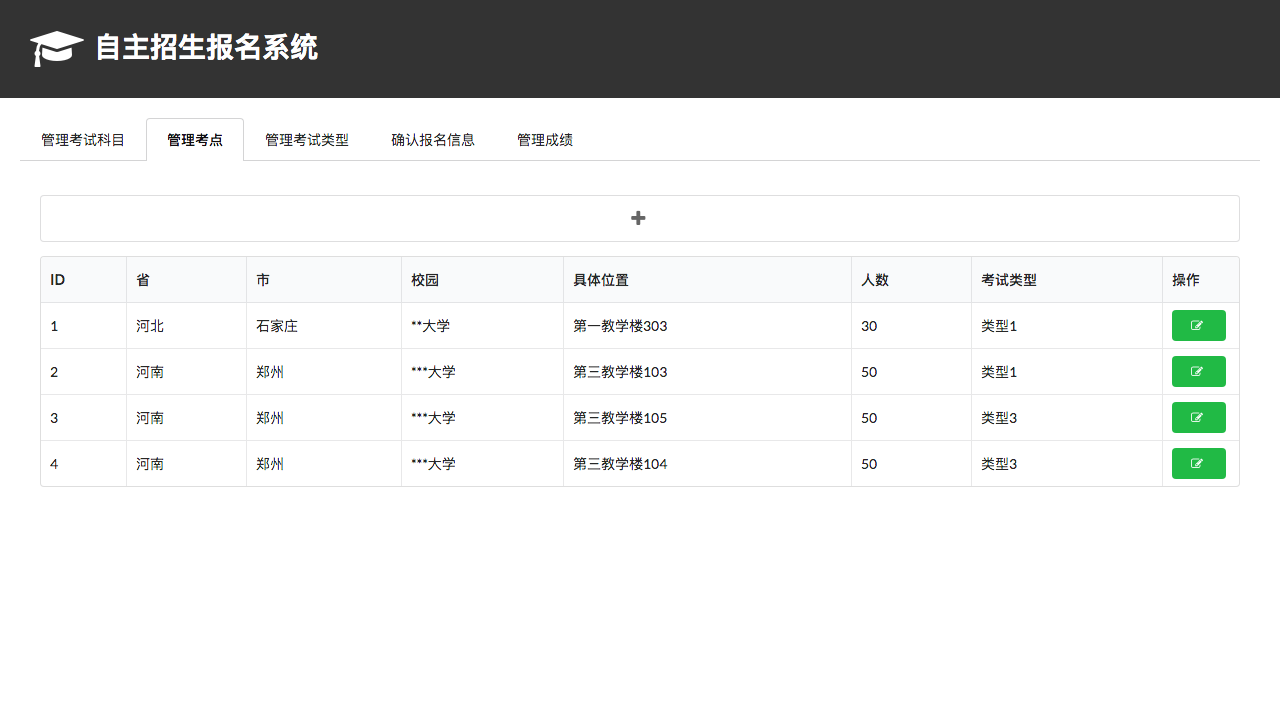 自主招生报名系统
管理考试科目 管理考点 管理考试类型 确认报名信息 管理成绩
ID 省 市 校园 具体位置 人数 考试类型 操作
1 河北 石家庄 **大学 第一教学楼303 30 类型1
2 河南 郑州 ***大学 第三教学楼103 50 类型1
3 河南 郑州 ***大学 第三教学楼105 50 类型3
4 河南 郑州 ***大学 第三教学楼104 50 类型3